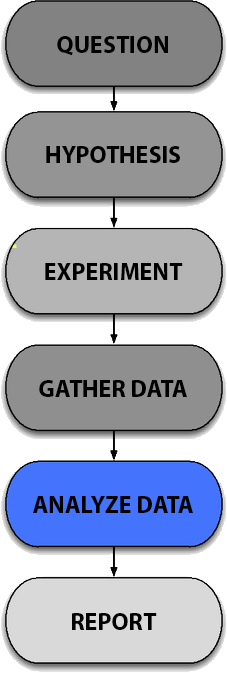 QUESTION
HYPOTHESIS
EXPERIMENT
GATHER DATA
ANALYZE DATA
REPORT